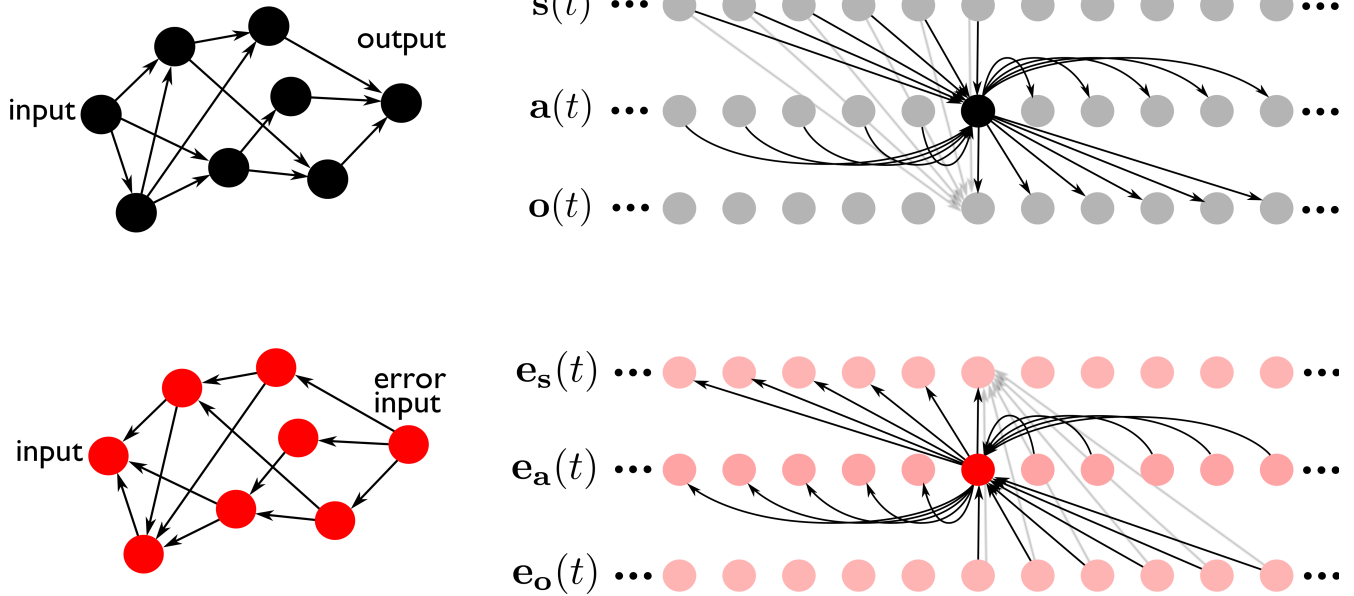 s(t) •••
•••
output
input
a(t) •••
•••
o(t) •••
•••
e_s(t) •••
•••
error
input
input
e_a(t) •••
•••
e_o(t) •••
•••